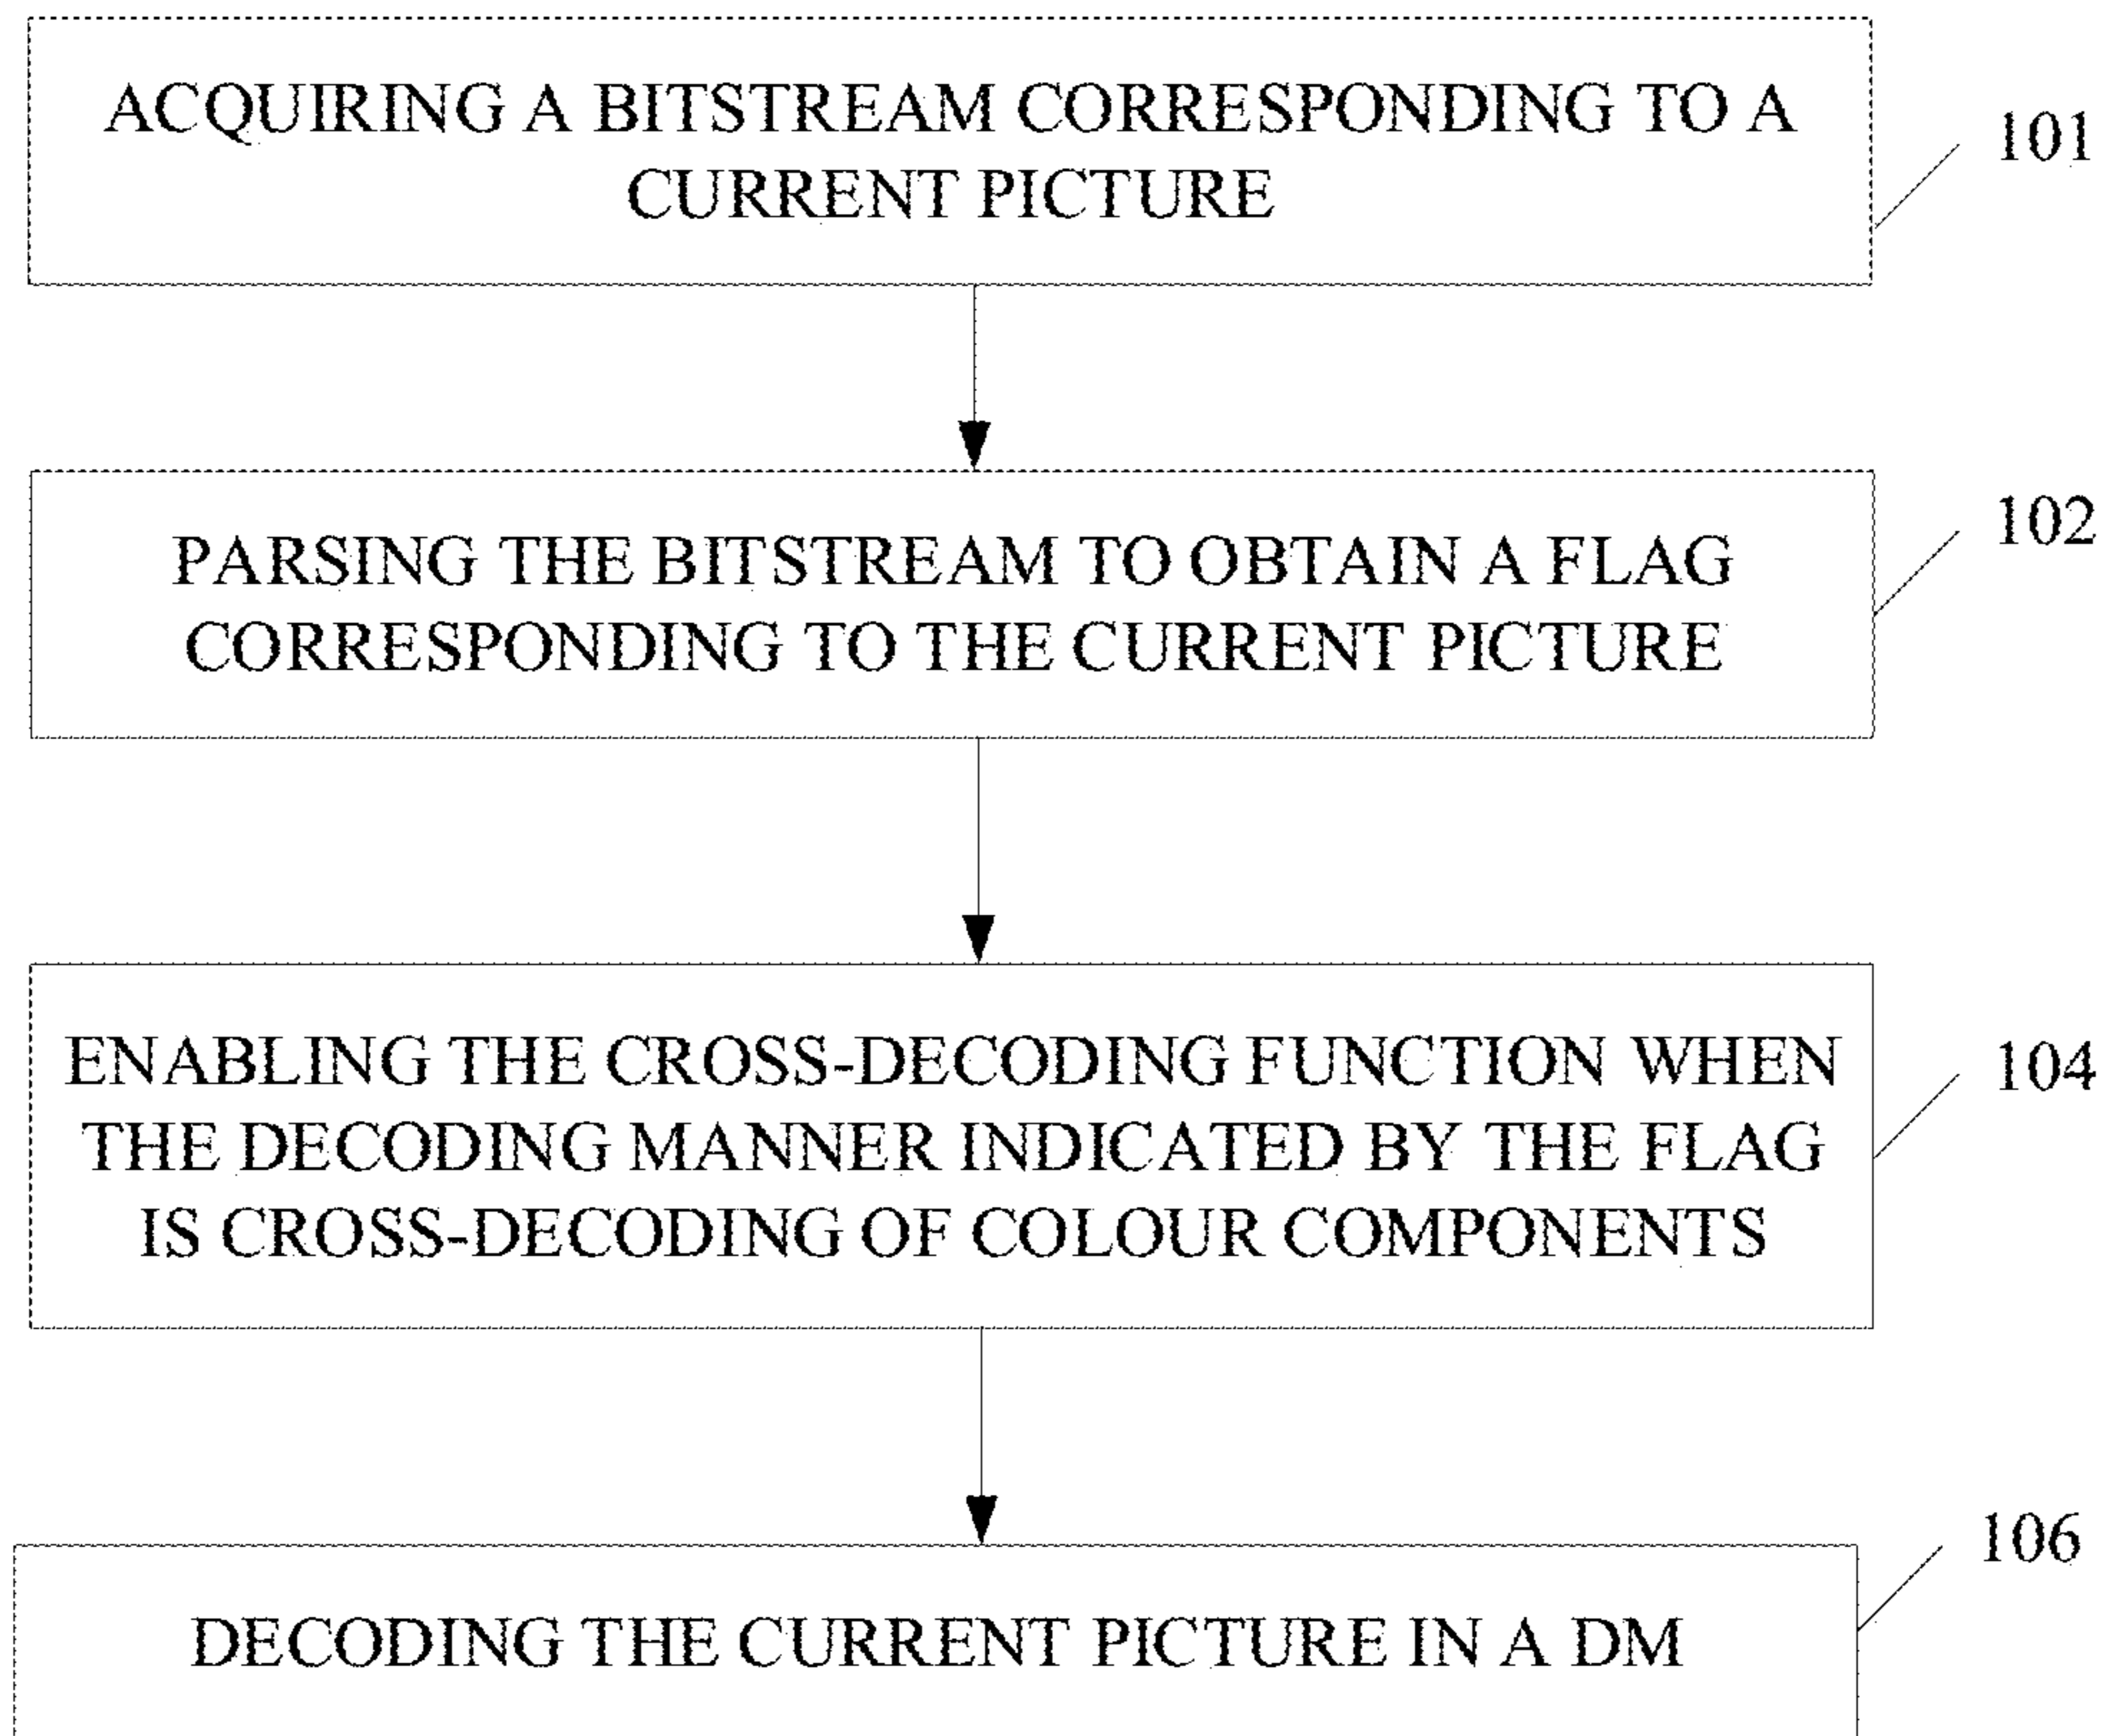 ACQUIRING A BITSTREAM CORRESPONDING TO A
CURRENT PICTURE
101
PARSING THE BITSTREAM TO OBTAIN A FLAG
CORRESPONDING TO THE CURRENT PICTURE
102
ENABLING THE CROSS-DECODING FUNCTION WHEN
THE DECODING MANNER INDICATED BY THE FLAG
IS CROSS-DECODING OF COLOUR COMPONENTS
104
DECODING THE CURRENT PICTURE IN A DM
106